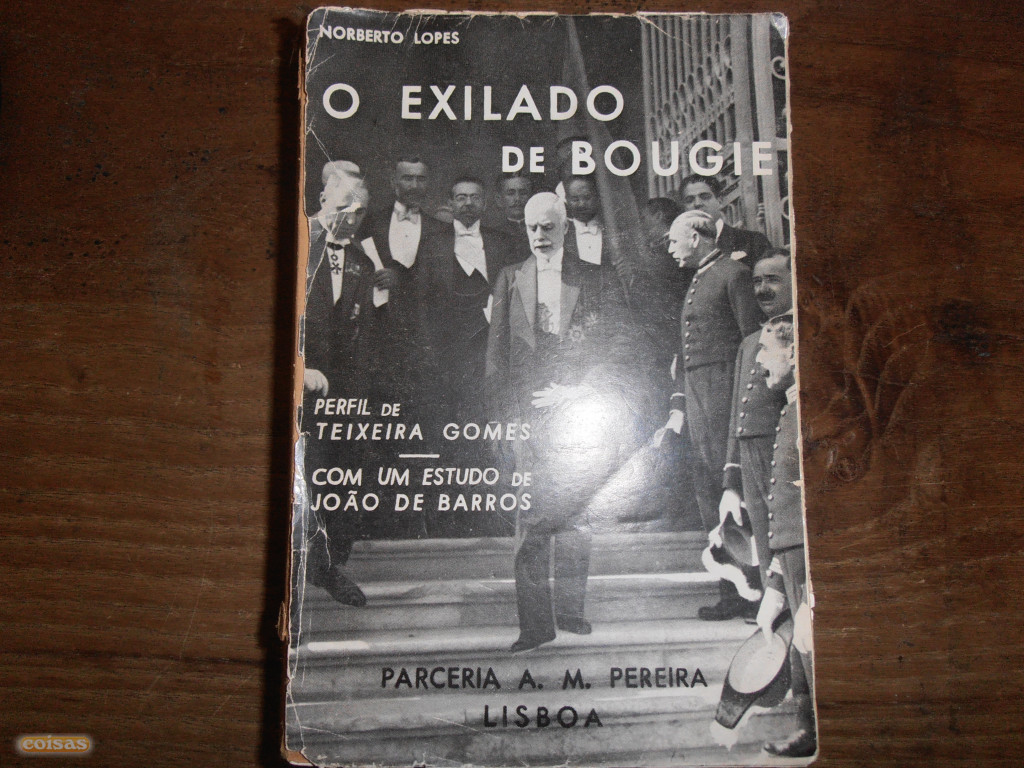 NORBERTO LOPES
O EXILADO
DE BOUGIE
PERFIL DE
TEIXEIRA GOMES
COM UM ESTUDO DE
JOÃO DE BARROS
PARCERIA A. M. PEREIRA
LISBOA
coisas